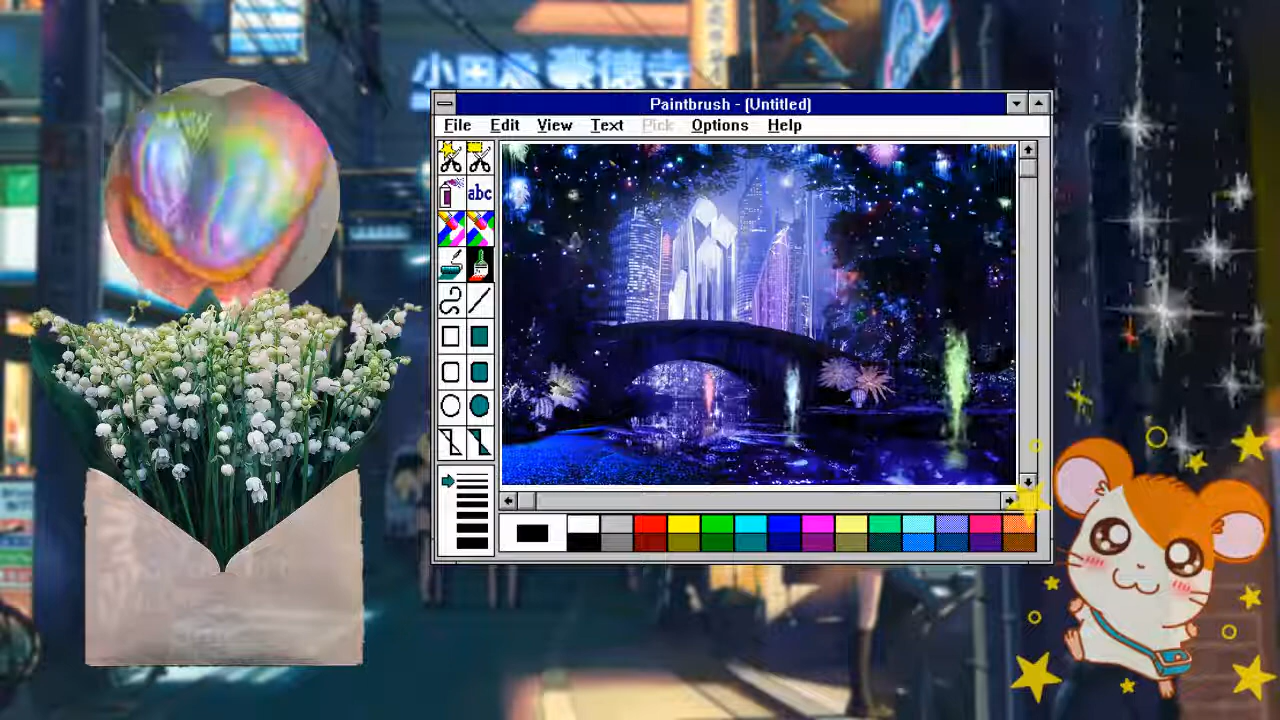 小田急 豪徳寺
Paintbrush - (Untitled)
File Edit View Text Pick Options Help
abc